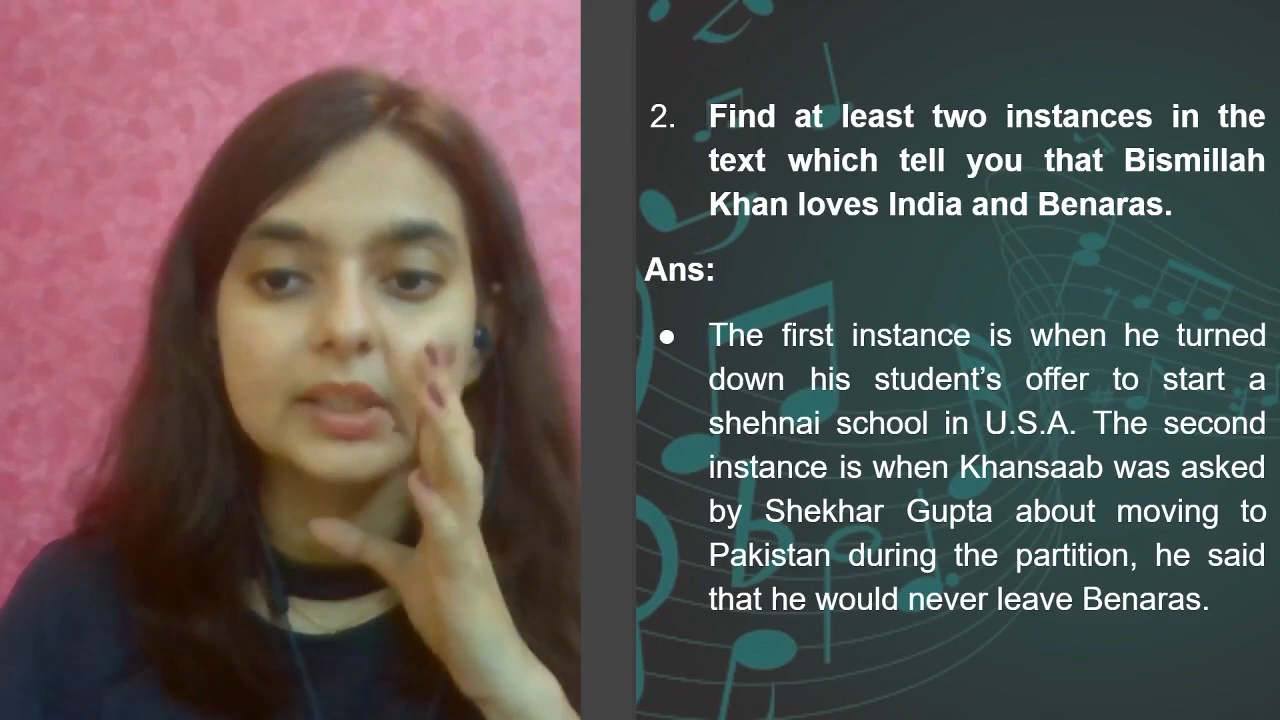 2. Find at least two instances in the
text which tell you that Bismillah
Khan loves India and Benaras.
Ans:
● The first instance is when he turned
down his student’s offer to start a
shehnai school in U.S.A. The second
instance is when Khansaab was asked
by Shekhar Gupta about moving to
Pakistan during the partition, he said
that he would never leave Benaras.